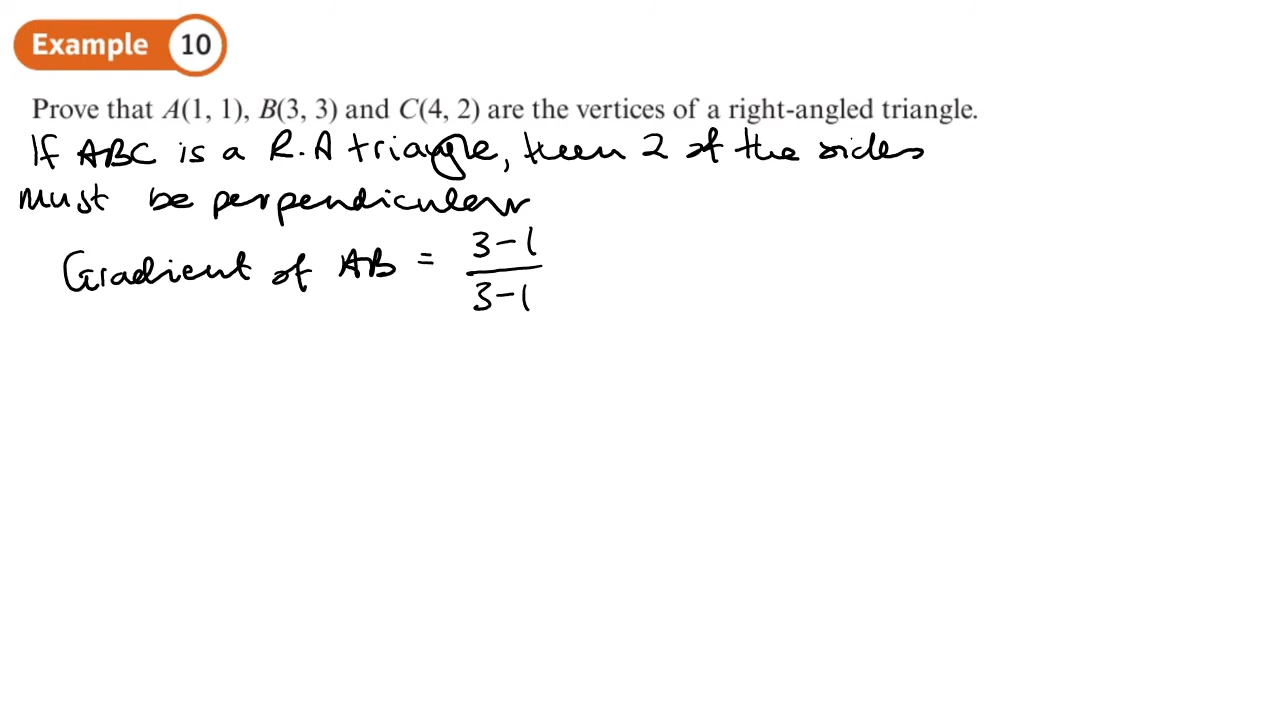 Example 10
Prove that A(1, 1), B(3, 3) and C(4, 2) are the vertices of a right-angled triangle.
If ABC is a R.A triangle, then 2 of the sides
must be perpendicular
Gradient of AB = 3-1
3-1